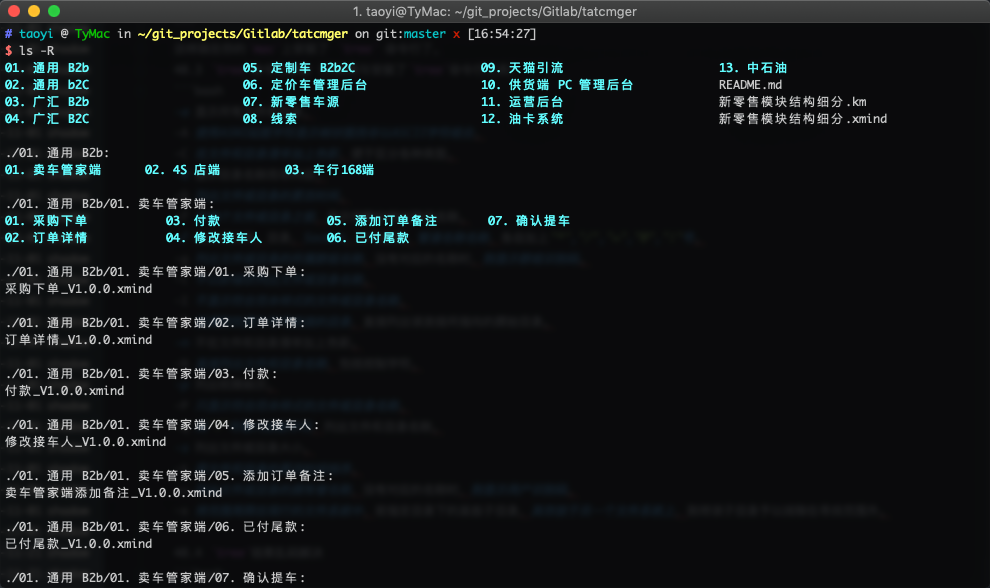 1. taoyi@TyMac: ~/git_projects/Gitlab/tatcmger
# taoyi @ TyMac in ~/git_projects/Gitlab/tatcmger on git:master x [16:54:27]
$ ls -R
01. 通用 B2b 05. 定制车 B2b2C 09. 天猫引流 13. 中石油
02. 通用 b2C 06. 定价车管理后台 10. 供货端 PC 管理后台 README.md
03. 广汇 B2b 07. 新零售车源 11. 运营后台 新零售模块结构细分.km
04. 广汇 B2C 08. 线索 12. 油卡系统 新零售模块结构细分.xmind
./01. 通用 B2b:
01. 卖车管家端 02. 4S 店端 03. 车行168端
./01. 通用 B2b/01. 卖车管家端:
01. 采购下单 03. 付款 05. 添加订单备注 07. 确认提车
02. 订单详情 04. 修改接车人 06. 已付尾款
./01. 通用 B2b/01. 卖车管家端/01. 采购下单:
采购下单_V1.0.0.xmind
./01. 通用 B2b/01. 卖车管家端/02. 订单详情:
订单详情_V1.0.0.xmind
./01. 通用 B2b/01. 卖车管家端/03. 付款:
付款_V1.0.0.xmind
./01. 通用 B2b/01. 卖车管家端/04. 修改接车人:
修改接车人_V1.0.0.xmind
./01. 通用 B2b/01. 卖车管家端/05. 添加订单备注:
卖车管家端添加备注_V1.0.0.xmind
./01. 通用 B2b/01. 卖车管家端/06. 已付尾款:
已付尾款_V1.0.0.xmind
./01. 通用 B2b/01. 卖车管家端/07. 确认提车: